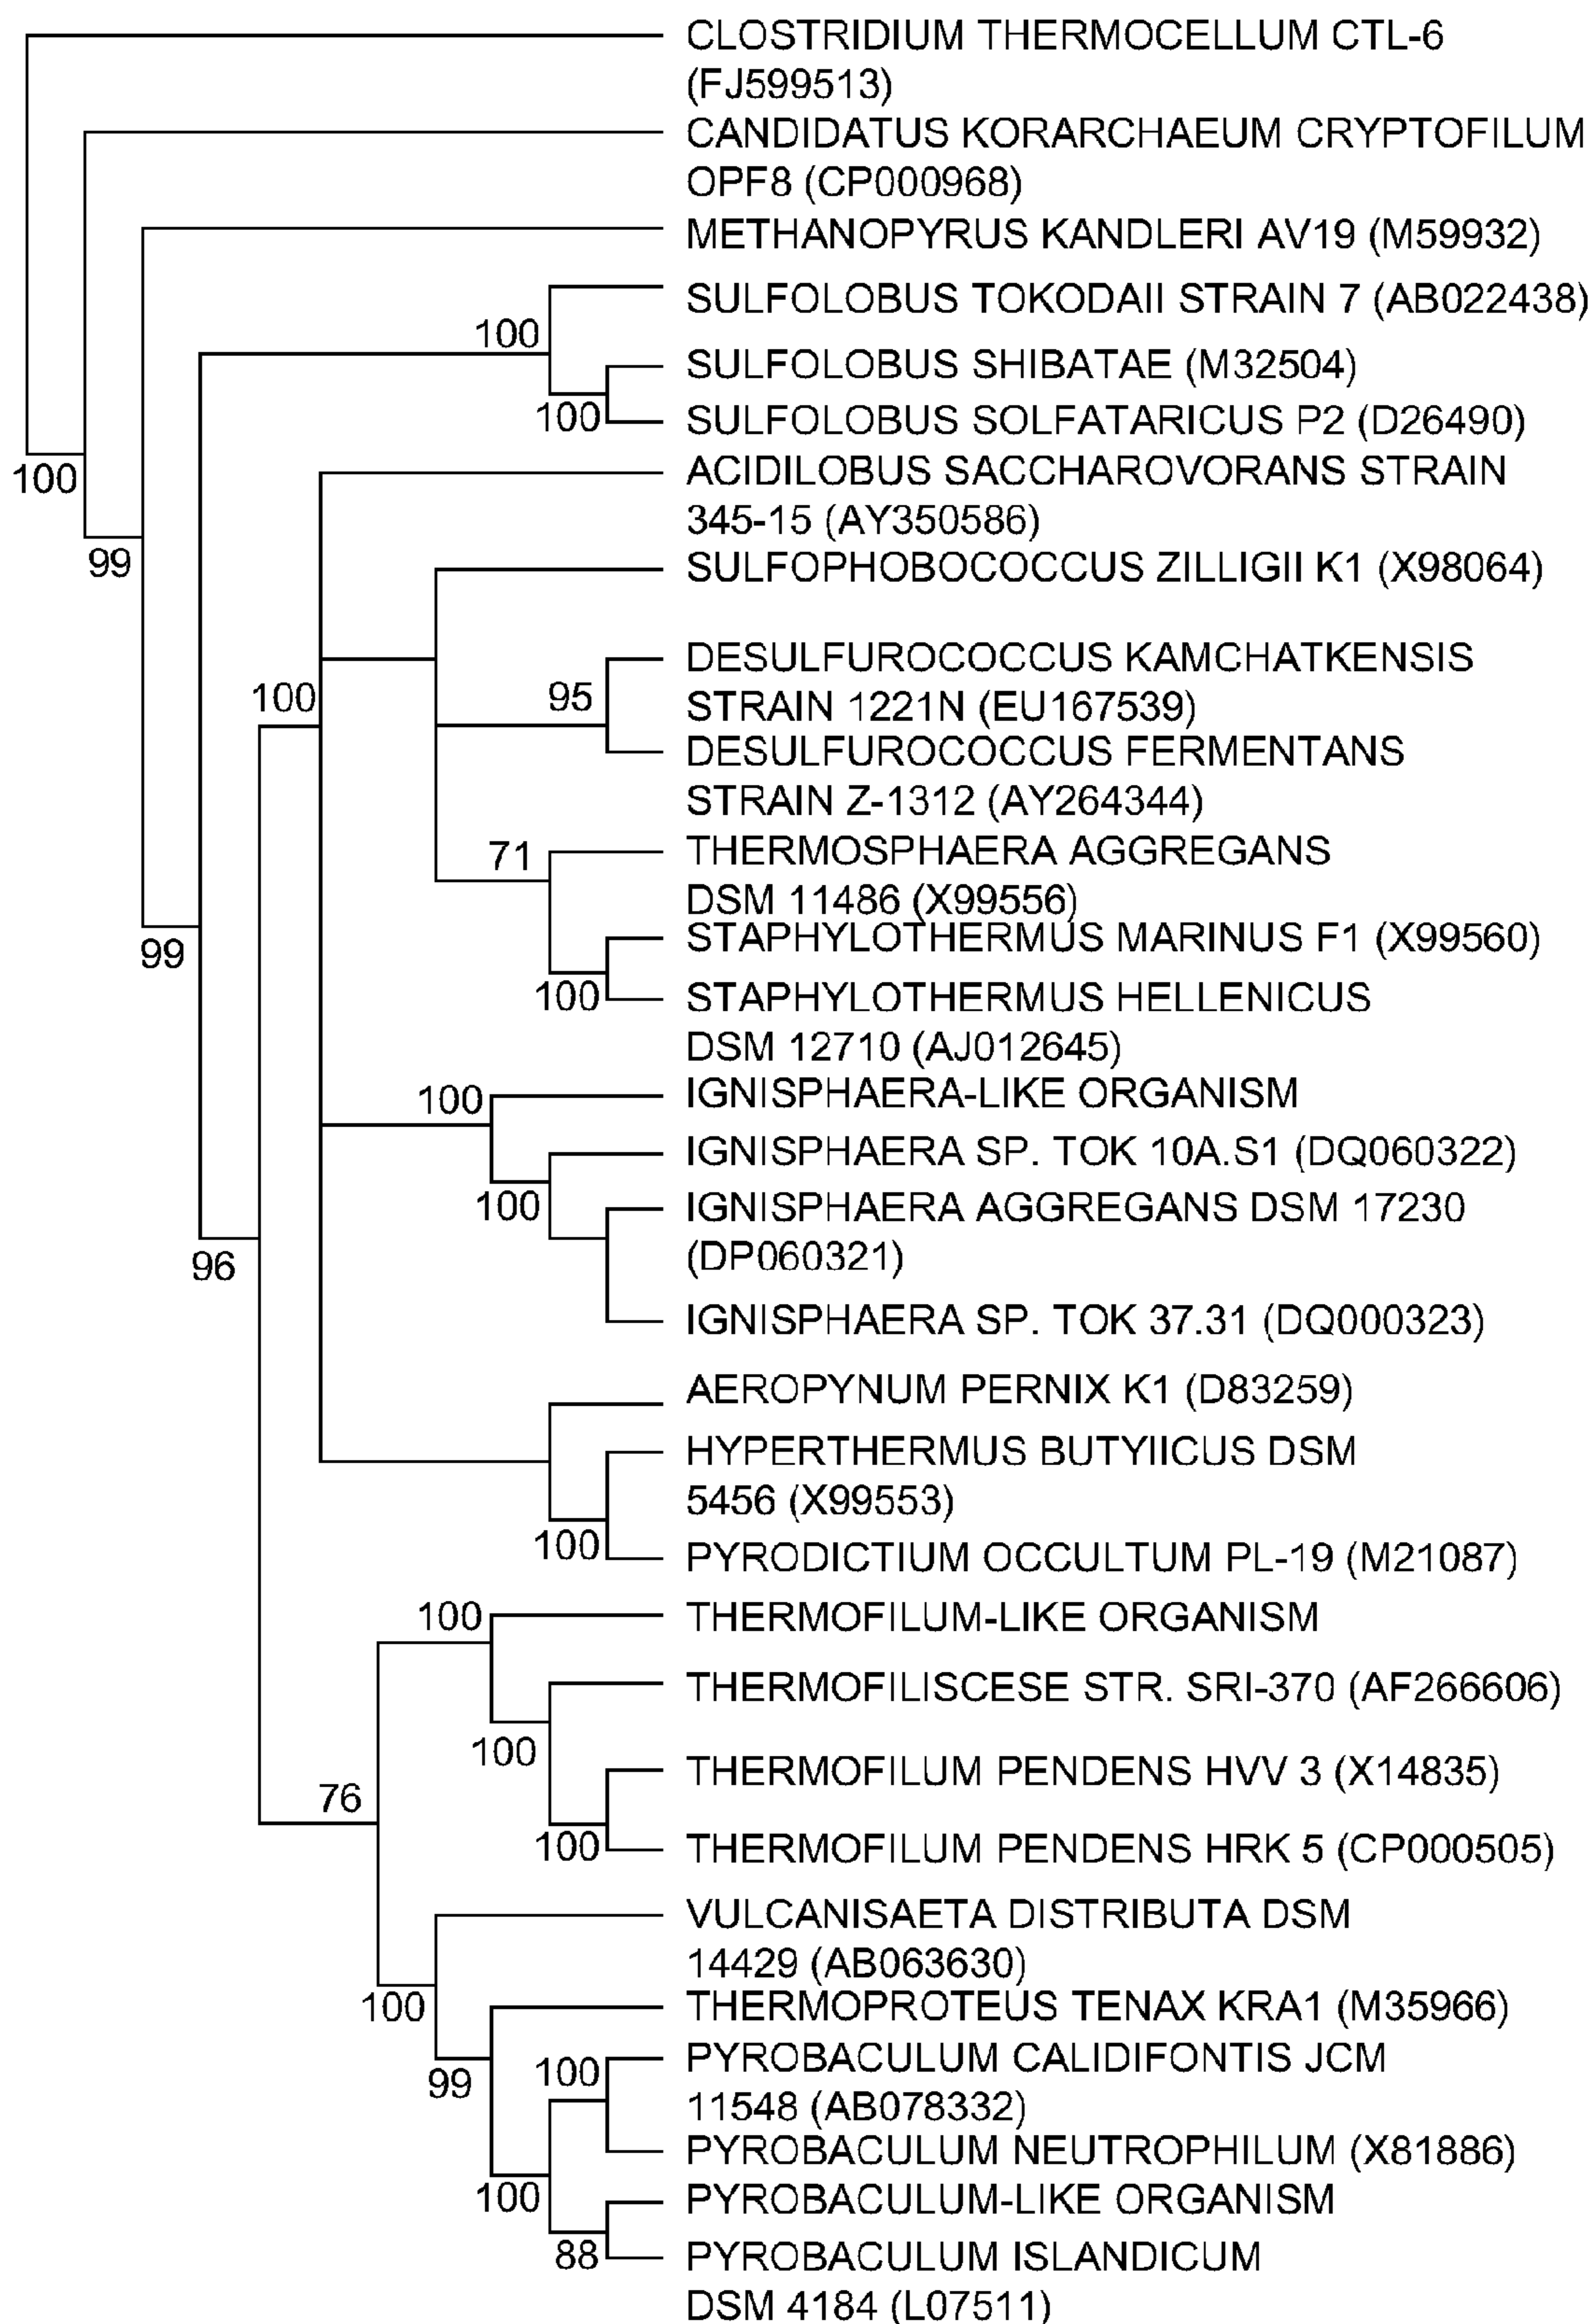 CLOSTRIDIUM THERMOCELLUM CTL-6
(FJ599513)
CANDIDATUS KORARCHAEUM CRYPTOFILUM
OPF8 (CP000968)
METHANOPYRUS KANDLERI AV19 (M59932)
SULFOLOBUS TOKODAII STRAIN 7 (AB022438)
100
SULFOLOBUS SHIBATAE (M32504)
100
SULFOLOBUS SOLFATARICUS P2 (D26490)
100
ACIDILOBUS SACCHAROVORANS STRAIN
345-15 (AY350586)
99
SULFOPHOBOCOCCUS ZILLIGII K1 (X98064)
DESULFUROCOCCUS KAMCHATKENSIS
100
95
STRAIN 1221N (EU167539)
DESULFUROCOCCUS FERMENTANS
STRAIN Z-1312 (AY264344)
71
THERMOSPHAERA AGGREGANS
DSM 11486 (X99556)
99
STAPHYLOTHERMUS MARINUS F1 (X99560)
100
STAPHYLOTHERMUS HELLENICUS
DSM 12710 (AJ012645)
100
IGNISPHAERA-LIKE ORGANISM
IGNISPHAERA SP. TOK 10A.S1 (DQ060322)
100
IGNISPHAERA AGGREGANS DSM 17230
(DP060321)
96
IGNISPHAERA SP. TOK 37.31 (DQ000323)
AEROPYNUM PERNIX K1 (D83259)
HYPERTHERMUS BUTYIICUS DSM
5456 (X99553)
100
PYRODICTIUM OCCULTUM PL-19 (M21087)
100
THERMOFILUM-LIKE ORGANISM
THERMOFILISCESE STR. SRI-370 (AF266606)
100
THERMOFILUM PENDENS HVV 3 (X14835)
76
100
THERMOFILUM PENDENS HRK 5 (CP000505)
VULCANISAETA DISTRIBUTA DSM
14429 (AB063630)
100
THERMOPROTEUS TENAX KRA1 (M35966)
99
100
PYROBACULUM CALIDIFONTIS JCM
11548 (AB078332)
PYROBACULUM NEUTROPHILUM (X81886)
100
PYROBACULUM-LIKE ORGANISM
88
PYROBACULUM ISLANDICUM
DSM 4184 (L07511)